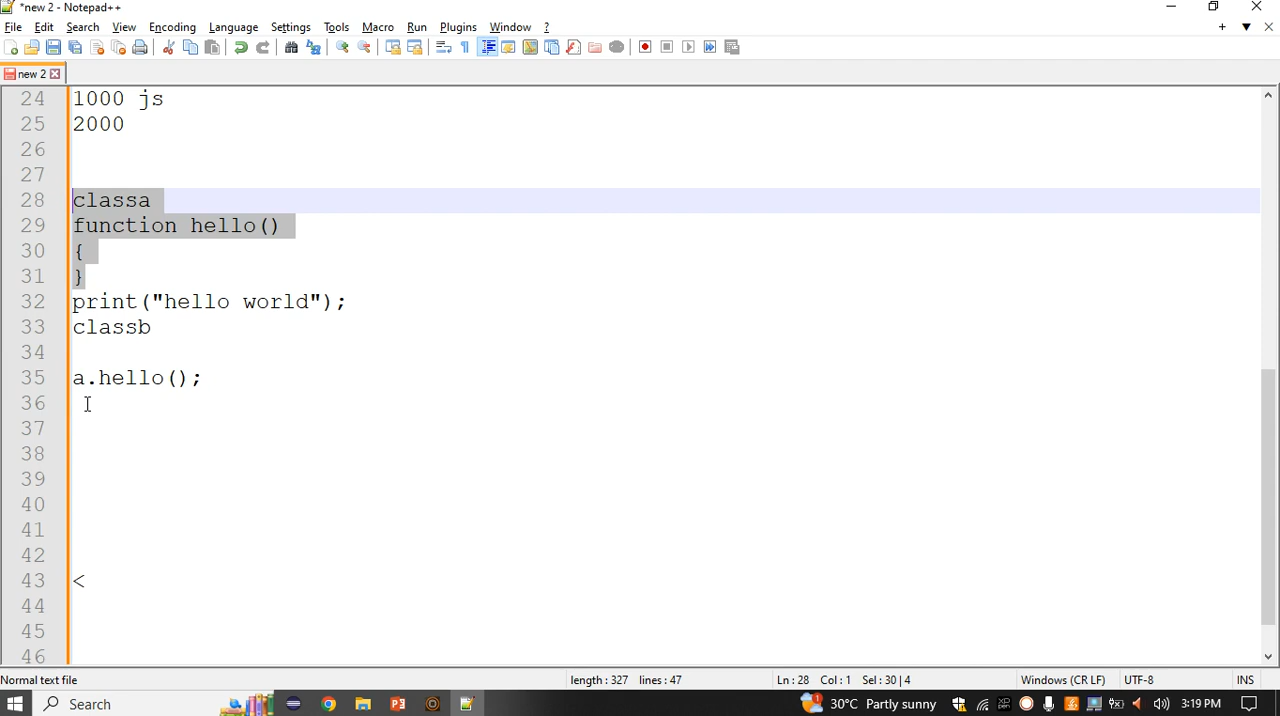 *new 2 - Notepad++
File Edit Search View Encoding Language Settings Tools Macro Run Plugins Window ?
new 2
24 1000 js
25 2000
26
27
28 classa
29 function hello()
30 {
31 }
32 print("hello world");
33 classb
34
35 a.hello();
36
37
38
39
40
41
42
43 <
44
45
46
Normal text file length : 327 lines : 47 Ln : 28 Col : 1 Sel : 30 | 4 Windows (CR LF) UTF-8 INS
Search 30°C Partly sunny 3:19 PM